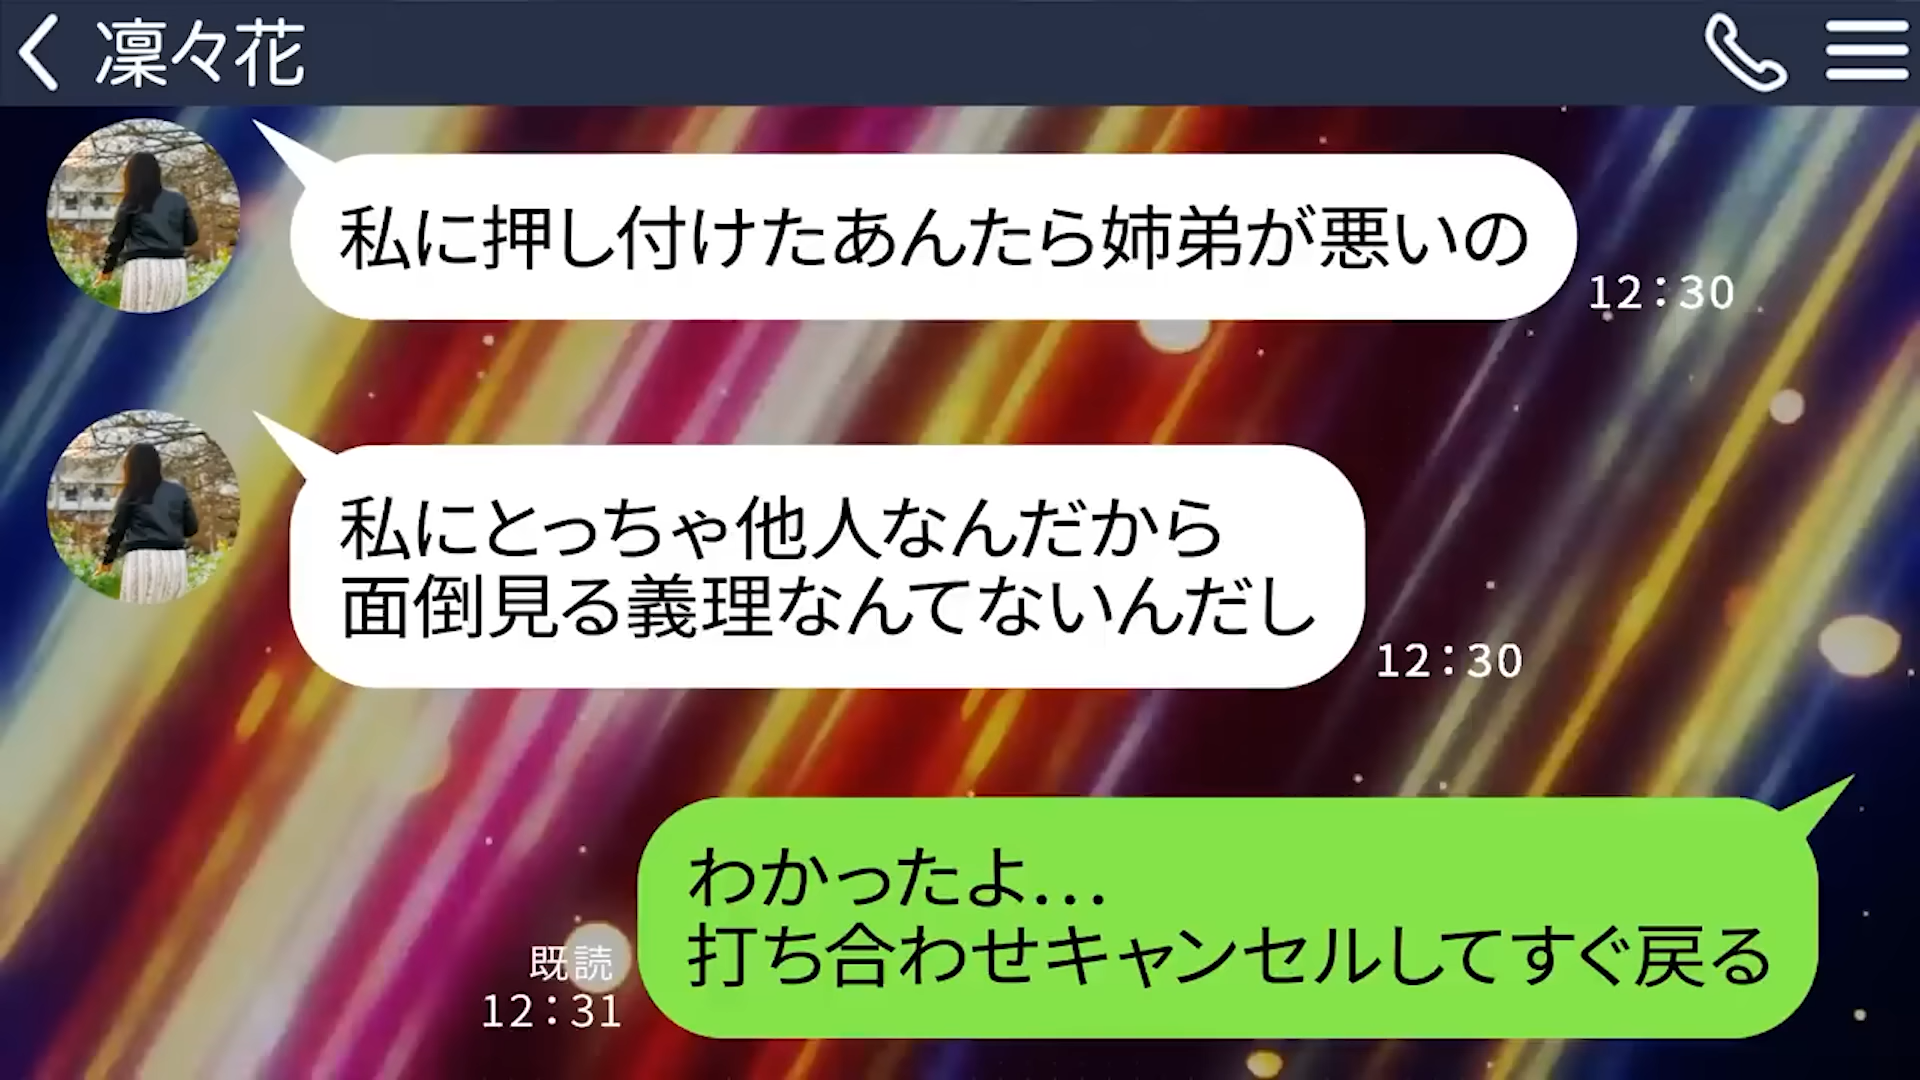 凛々花
私に押し付けたあんたら姉弟が悪いの
12:30
私にとっちゃ他人なんだから
面倒見る義理なんてないんだし
12:30
わかったよ…
打ち合わせキャンセルしてすぐ戻る
既読
12:31